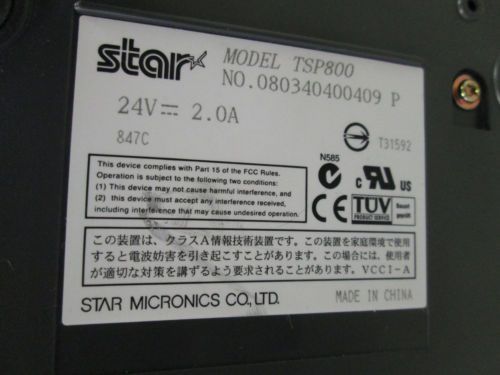 star
MODEL TSP800
NO.080340400409 P
24V⎓ 2.0A
847C
T31592
N585
This device complies with Part 15 of the FCC Rules.
Operation is subject to the following two conditions:
(1) This device may not cause harmful interference, and
(2) this device must accept any interference received,
including interference that may cause undesired operation.
C UR US
CE
TÜV
PRODUCT SERVICE
Bauart
geprüft
この装置は、クラスA情報技術装置です。この装置を家庭環境で使用
すると電波妨害を引き起こすことがあります。この場合には、使用者
が適切な対策を講ずるよう要求されることがあります。VCCI-A
STAR MICRONICS CO., LTD.
MADE IN CHINA